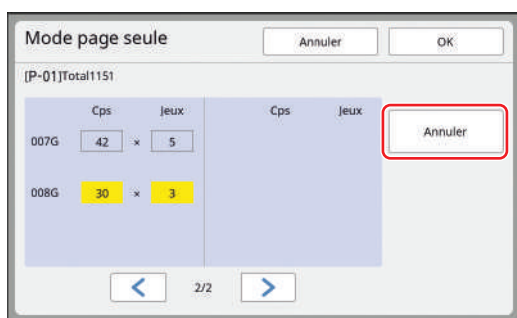 Mode page seule
Annuler
OK
[P-01]Total1151
Cps Jeux Cps Jeux
Annuler
007G 42 × 5
008G 30 × 3
2/2